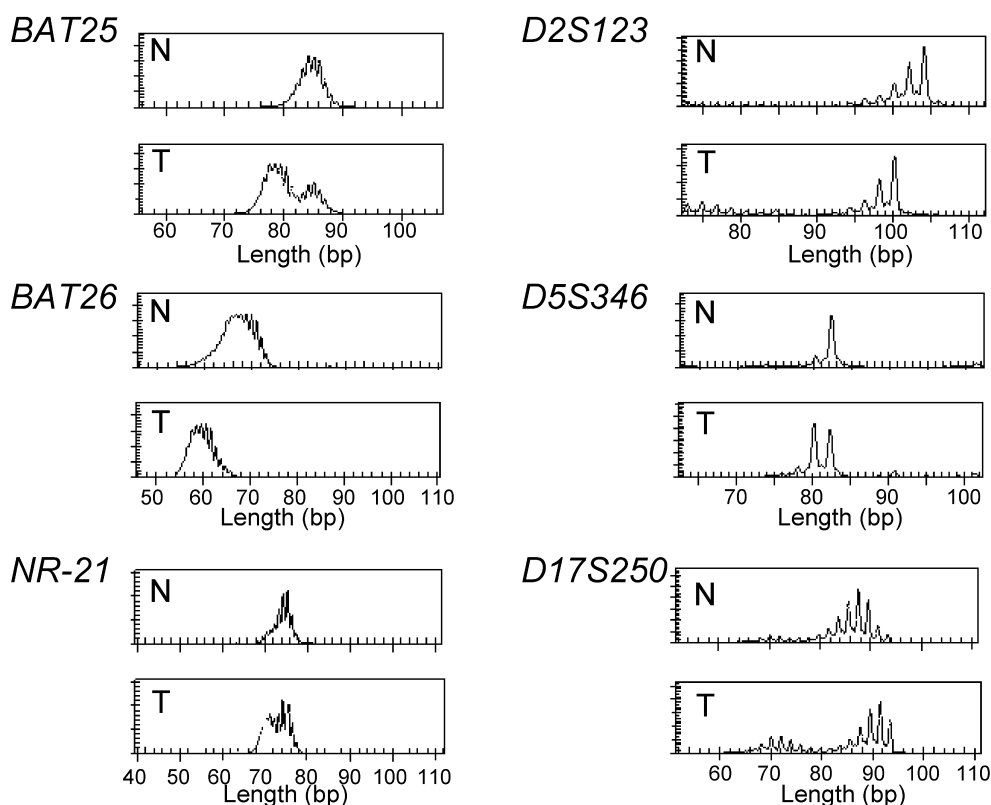 BAT25
N
T
60 70 80 90 100
Length (bp)
D2S123
N
T
80 90 100 110
Length (bp)
BAT26
N
T
50 60 70 80 90 100 110
Length (bp)
D5S346
N
T
70 80 90 100
Length (bp)
NR-21
N
T
40 50 60 70 80 90 100 110
Length (bp)
D17S250
N
T
60 70 80 90 100 110
Length (bp)